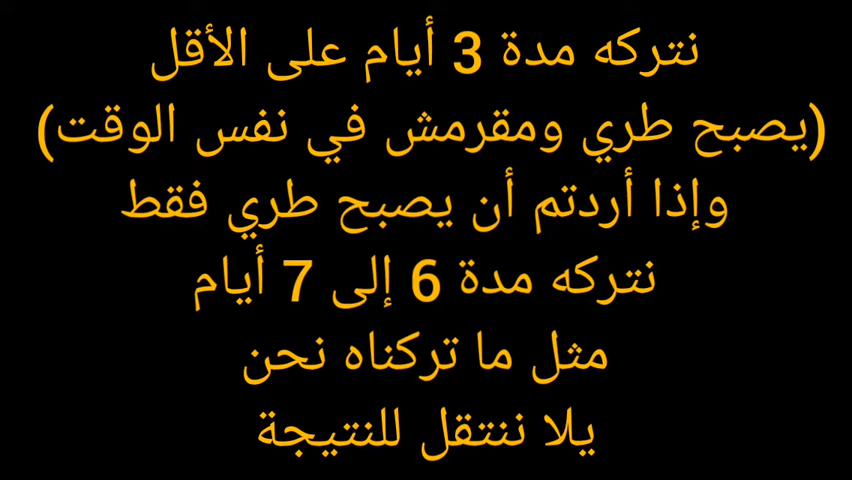 نتركه مدة 3 أيام على الأقل
(يصبح طري ومقرمش في نفس الوقت)
وإذا أردتم أن يصبح طري فقط
نتركه مدة 6 إلى 7 أيام
مثل ما تركناه نحن
يلا ننتقل للنتيجة